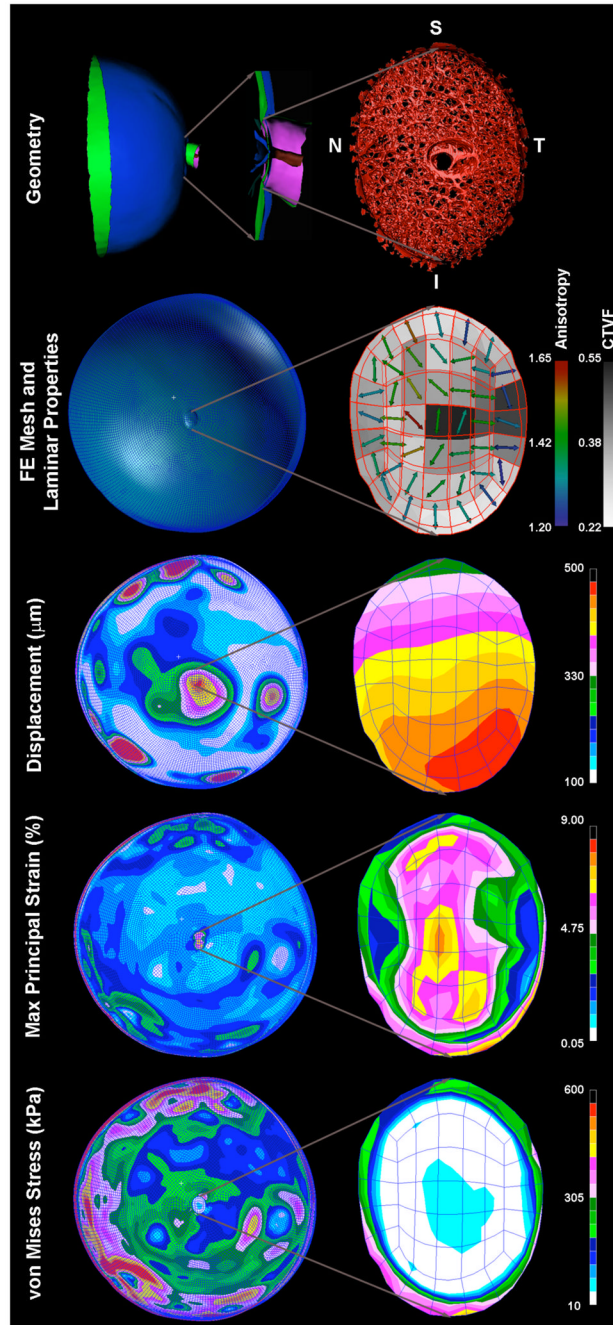 Geometry
S
N
T
I
FE Mesh and
Laminar Properties
1.65
1.42
1.20
Anisotropy
0.55
0.38
0.22
CTVF
Displacement (μm)
500
330
100
Max Principal Strain (%)
9.00
4.75
0.05
von Mises Stress (kPa)
600
305
10